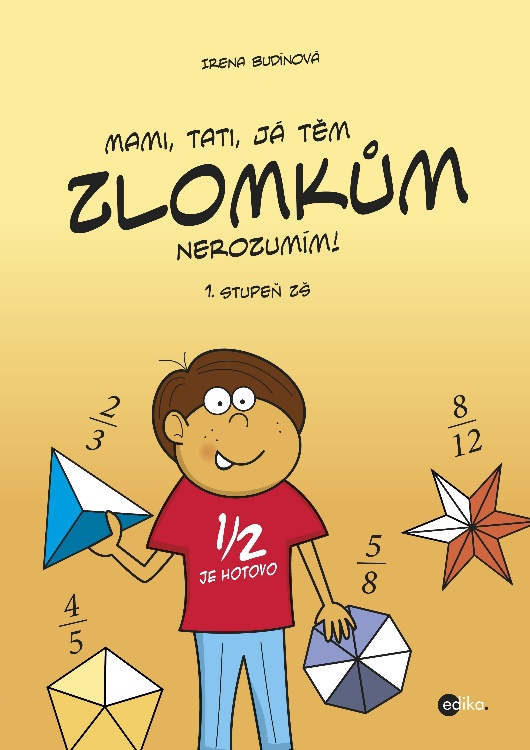 IRENA BUDÍNOVÁ
MAMI, TATI, JÁ TĚM
ZLOMKŮM
NEROZUMÍM!
1. STUPEŇ ZŠ
2/3
8/12
1/2
JE HOTOVO
5/8
4/5
edika.